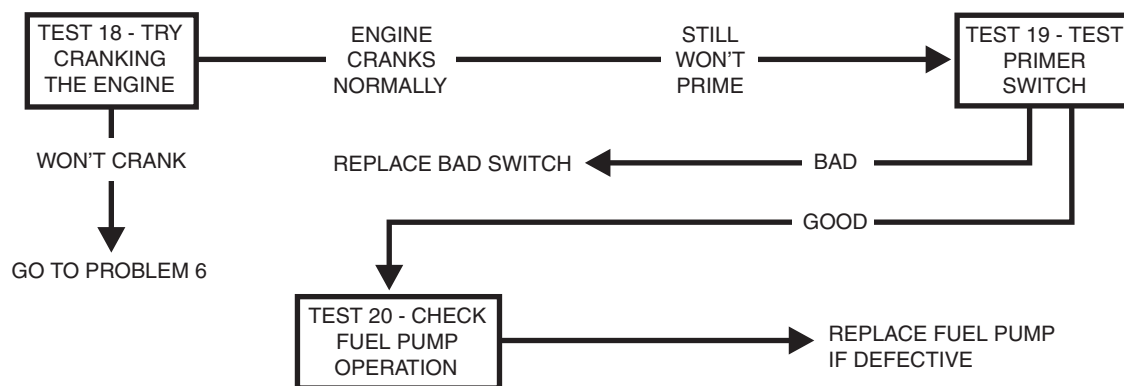 TEST 18 - TRY
CRANKING
THE ENGINE
ENGINE
CRANKS
NORMALLY
STILL
WON'T
PRIME
TEST 19 - TEST
PRIMER
SWITCH
WON'T CRANK
REPLACE BAD SWITCH
BAD
GOOD
GO TO PROBLEM 6
TEST 20 - CHECK
FUEL PUMP
OPERATION
REPLACE FUEL PUMP
IF DEFECTIVE